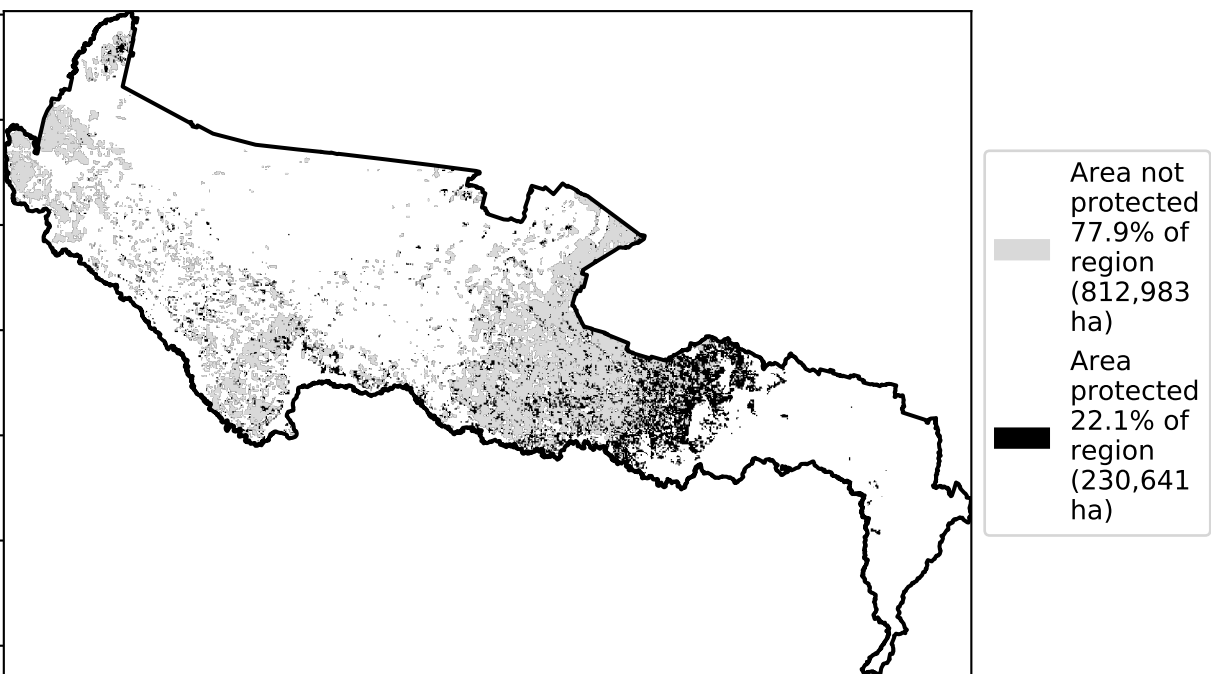 Area not
protected
77.9% of
region
(812,983
ha)
Area
protected
22.1% of
region
(230,641
ha)